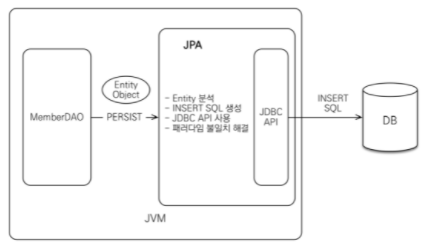 JPA
Entity
Object
MemberDAO
PERSIST
- Entity 분석
- INSERT SQL 생성
- JDBC API 사용
- 패러다임 불일치 해결
JDBC
API
INSERT
SQL
DB
JVM